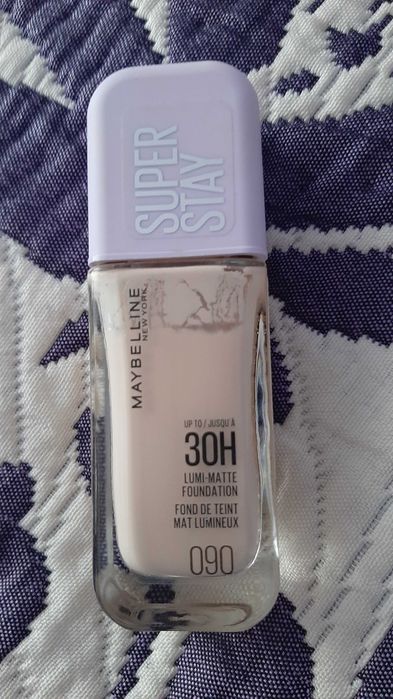 SUPER
STAY
MAYBELLINE
NEW YORK
UP TO / JUSQU'À
30H
LUMI-MATTE
FOUNDATION
FOND DE TEINT
MAT LUMINEUX
090